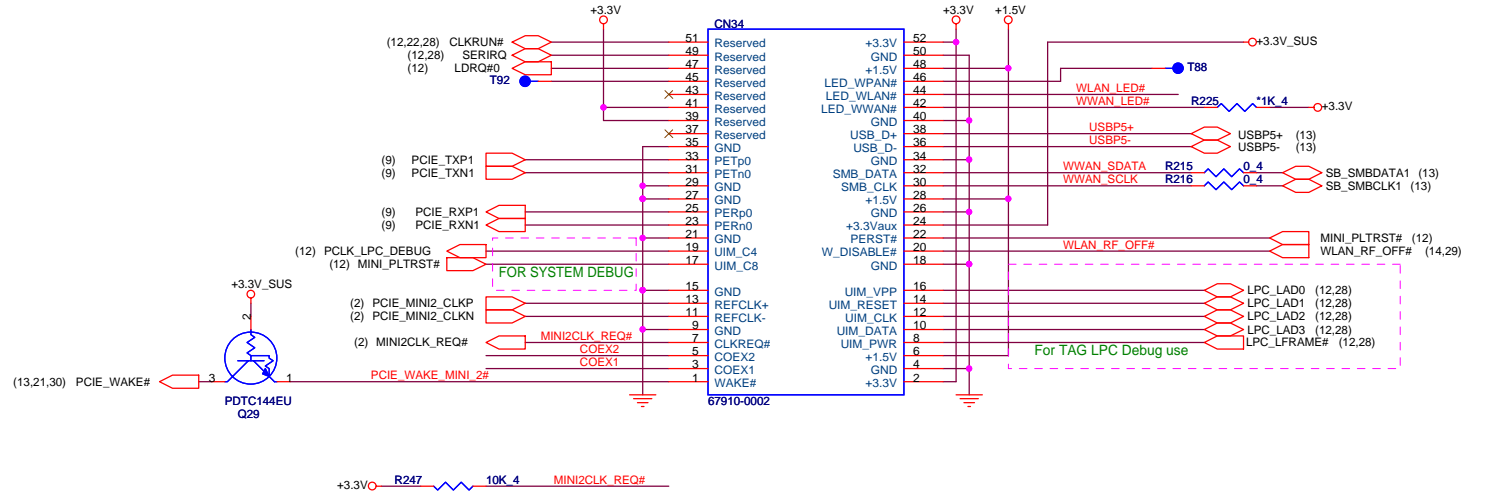 +3.3V +3.3V +1.5V
CN34
(12,22,28) CLKRUN# 51 Reserved +3.3V 52 +3.3V_SUS
(12,28) SERIRQ 49 Reserved GND 50
(12) LDRQ#0 47 Reserved +1.5V 48 T88
T92 45 Reserved LED_WPAN# 46
43 Reserved LED_WLAN# 44 WLAN_LED#
41 Reserved LED_WWAN# 42 WWAN_LED# R225 *1K_4 +3.3V
39 Reserved GND 40
37 Reserved USB_D+ 38 USBP5+ USBP5+ (13)
35 GND USB_D- 36 USBP5- USBP5- (13)
(9) PCIE_TXP1 33 PETp0 GND 34
(9) PCIE_TXN1 31 PETn0 SMB_DATA 32 WWAN_SDATA R215 0_4 SB_SMBDATA1 (13)
29 GND SMB_CLK 30 WWAN_SCLK R216 0_4 SB_SMBCLK1 (13)
27 GND +1.5V 28
(9) PCIE_RXP1 25 PERp0 GND 26
(9) PCIE_RXN1 23 PERn0 +3.3Vaux 24
21 GND PERST# 22 MINI_PLTRST# (12)
(12) PCLK_LPC_DEBUG 19 UIM_C4 W_DISABLE# 20 WLAN_RF_OFF# WLAN_RF_OFF# (14,29)
(12) MINI_PLTRST# 17 UIM_C8 GND 18
FOR SYSTEM DEBUG
15 GND UIM_VPP 16 LPC_LAD0 (12,28)
+3.3V_SUS
(2) PCIE_MINI2_CLKP 13 REFCLK+ UIM_RESET 14 LPC_LAD1 (12,28)
(2) PCIE_MINI2_CLKN 11 REFCLK- UIM_CLK 12 LPC_LAD2 (12,28)
2
9 GND UIM_DATA 10 LPC_LAD3 (12,28)
(2) MINI2CLK_REQ# MINI2CLK_REQ# 7 CLKREQ# UIM_PWR 8 LPC_LFRAME# (12,28)
COEX2 5 COEX2 +1.5V 6 For TAG LPC Debug use
COEX1 3 COEX1 GND 4
(13,21,30) PCIE_WAKE# 3 1 PCIE_WAKE_MINI_2# 1 WAKE# +3.3V 2
PDTC144EU
Q29
67910-0002
+3.3V R247 10K_4 MINI2CLK_REQ#